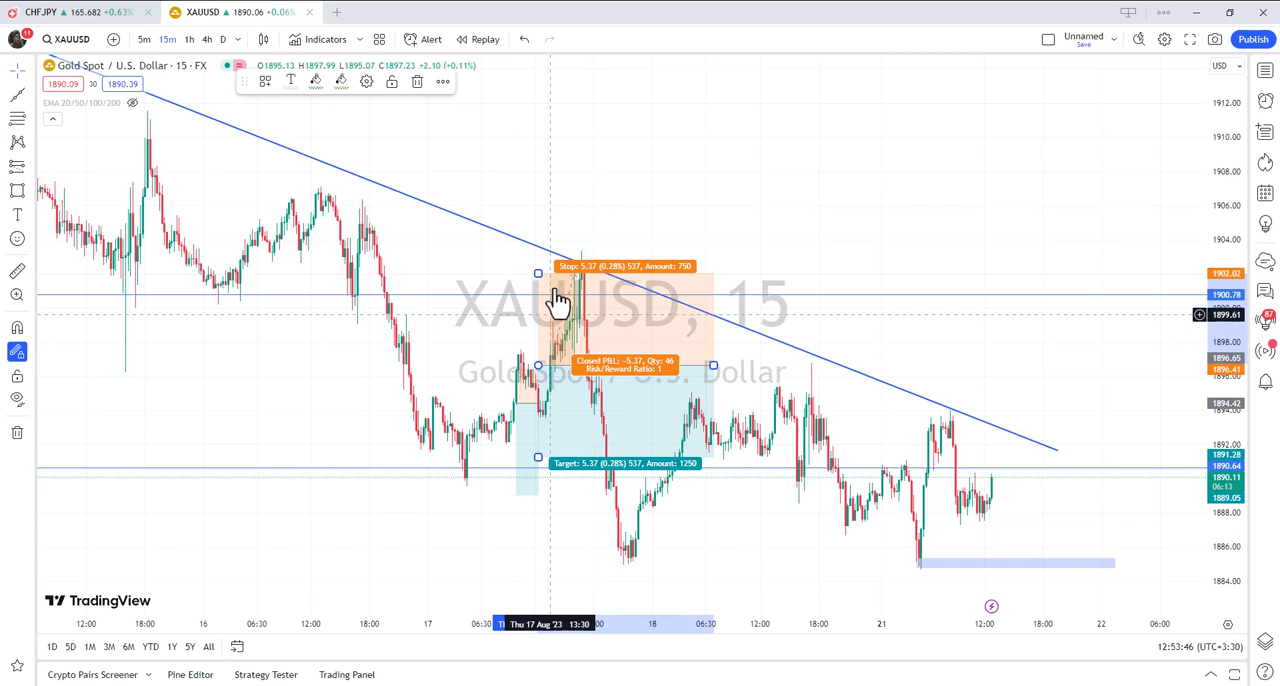 CHFJPY ▲ 165.682 +0.63% ×
XAUUSD ▲ 1890.06 +0.06% ×
11
XAUUSD
5m 15m 1h 4h D
Indicators
Alert
Replay
Unnamed
Save
Publish
Gold Spot / U.S. Dollar · 15 · FX
O1895.13 H1897.99 L1895.07 C1897.23 +2.10 (+0.11%)
1890.09 30 1890.39
EMA 20/50/100/200
USD
XAUUSD, 15
Gold Spot / U.S. Dollar
Stop: 5.37 (0.28%) 537, Amount: 750
Closed P&L: −5.37, Qty: 46
Risk/Reward Ratio: 1
Target: 5.37 (0.28%) 537, Amount: 1250
1912.00
1910.00
1908.00
1906.00
1904.00
1902.02
1900.78
1899.61
1898.00
1896.65
1896.41
1894.42
1894.00
1892.00
1891.28
1890.64
1890.11
06:13
1889.05
1888.00
1886.00
1884.00
87
TradingView
12:00 18:00 16 06:30 12:00 18:00 17 06:30 Thu 17 Aug '23 13:30 18 06:30 12:00 18:00 21 12:00 18:00 22 06:00
1D 5D 1M 3M 6M YTD 1Y 5Y All
12:53:46 (UTC+3:30)
Crypto Pairs Screener
Pine Editor
Strategy Tester
Trading Panel